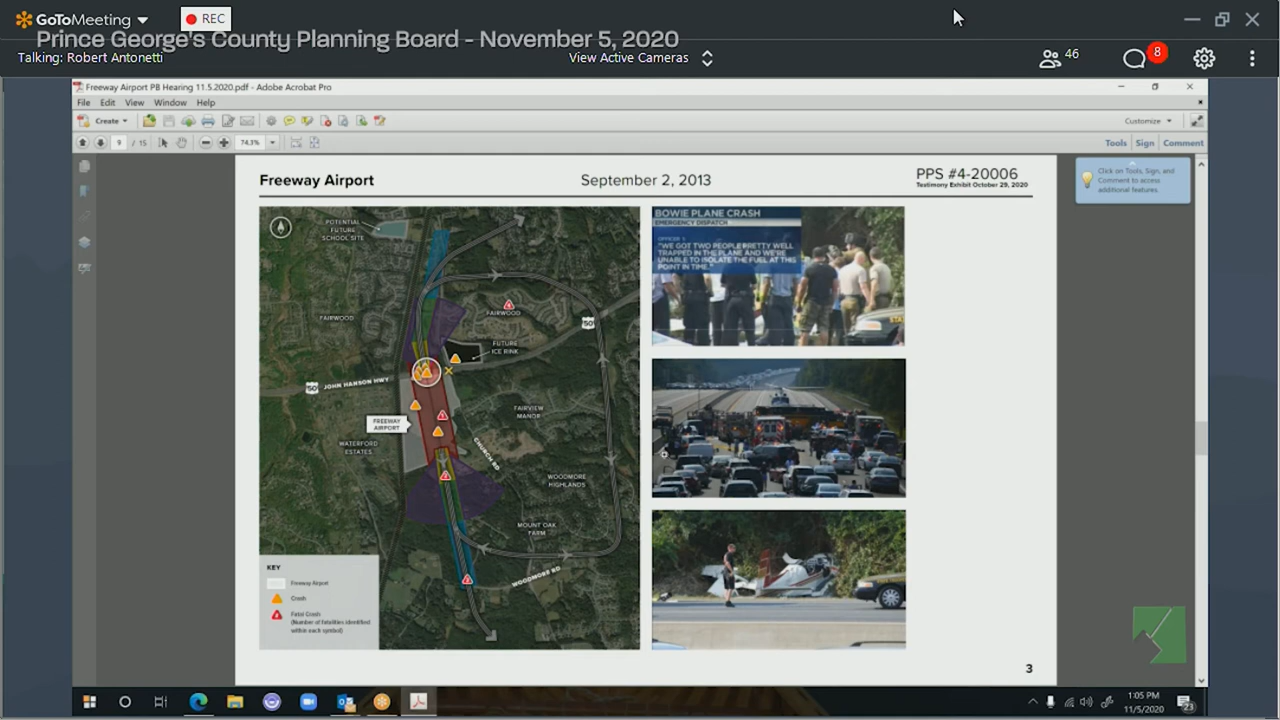 GoToMeeting
REC
Prince George's County Planning Board - November 5, 2020
Talking: Robert Antonetti
View Active Cameras
46
8
Freeway Airport PB Hearing 11.5.2020.pdf - Adobe Acrobat Pro
File Edit View Window Help
Create
Customize
9 / 15
74.3%
Tools Sign Comment
Click on Tools, Sign, and
Comment to access
additional features.
Freeway Airport
September 2, 2013
PPS #4-20006
Testimony Exhibit October 29, 2020
POTENTIAL
FUTURE
SCHOOL SITE
FAIRWOOD
FAIRWOOD
50
FUTURE
ICE RINK
50
JOHN HANSON HWY
FREEWAY
AIRPORT
FAIRVIEW
MANOR
WATERFORD
ESTATES
CHURCH RD
WOODMORE
HIGHLANDS
MOUNT OAK
FARM
WOODMORE RD
KEY
Freeway Airport
Crash
Fatal Crash
(Number of fatalities identified
within each symbol)
BOWIE PLANE CRASH
EMERGENCY DISPATCH
OFFICER 1:
"WE GOT TWO PEOPLE PRETTY WELL
TRAPPED IN THE PLANE AND WE'RE
UNABLE TO ISOLATE THE FUEL AT THIS
POINT IN TIME."
3
1:05 PM
11/5/2020
23